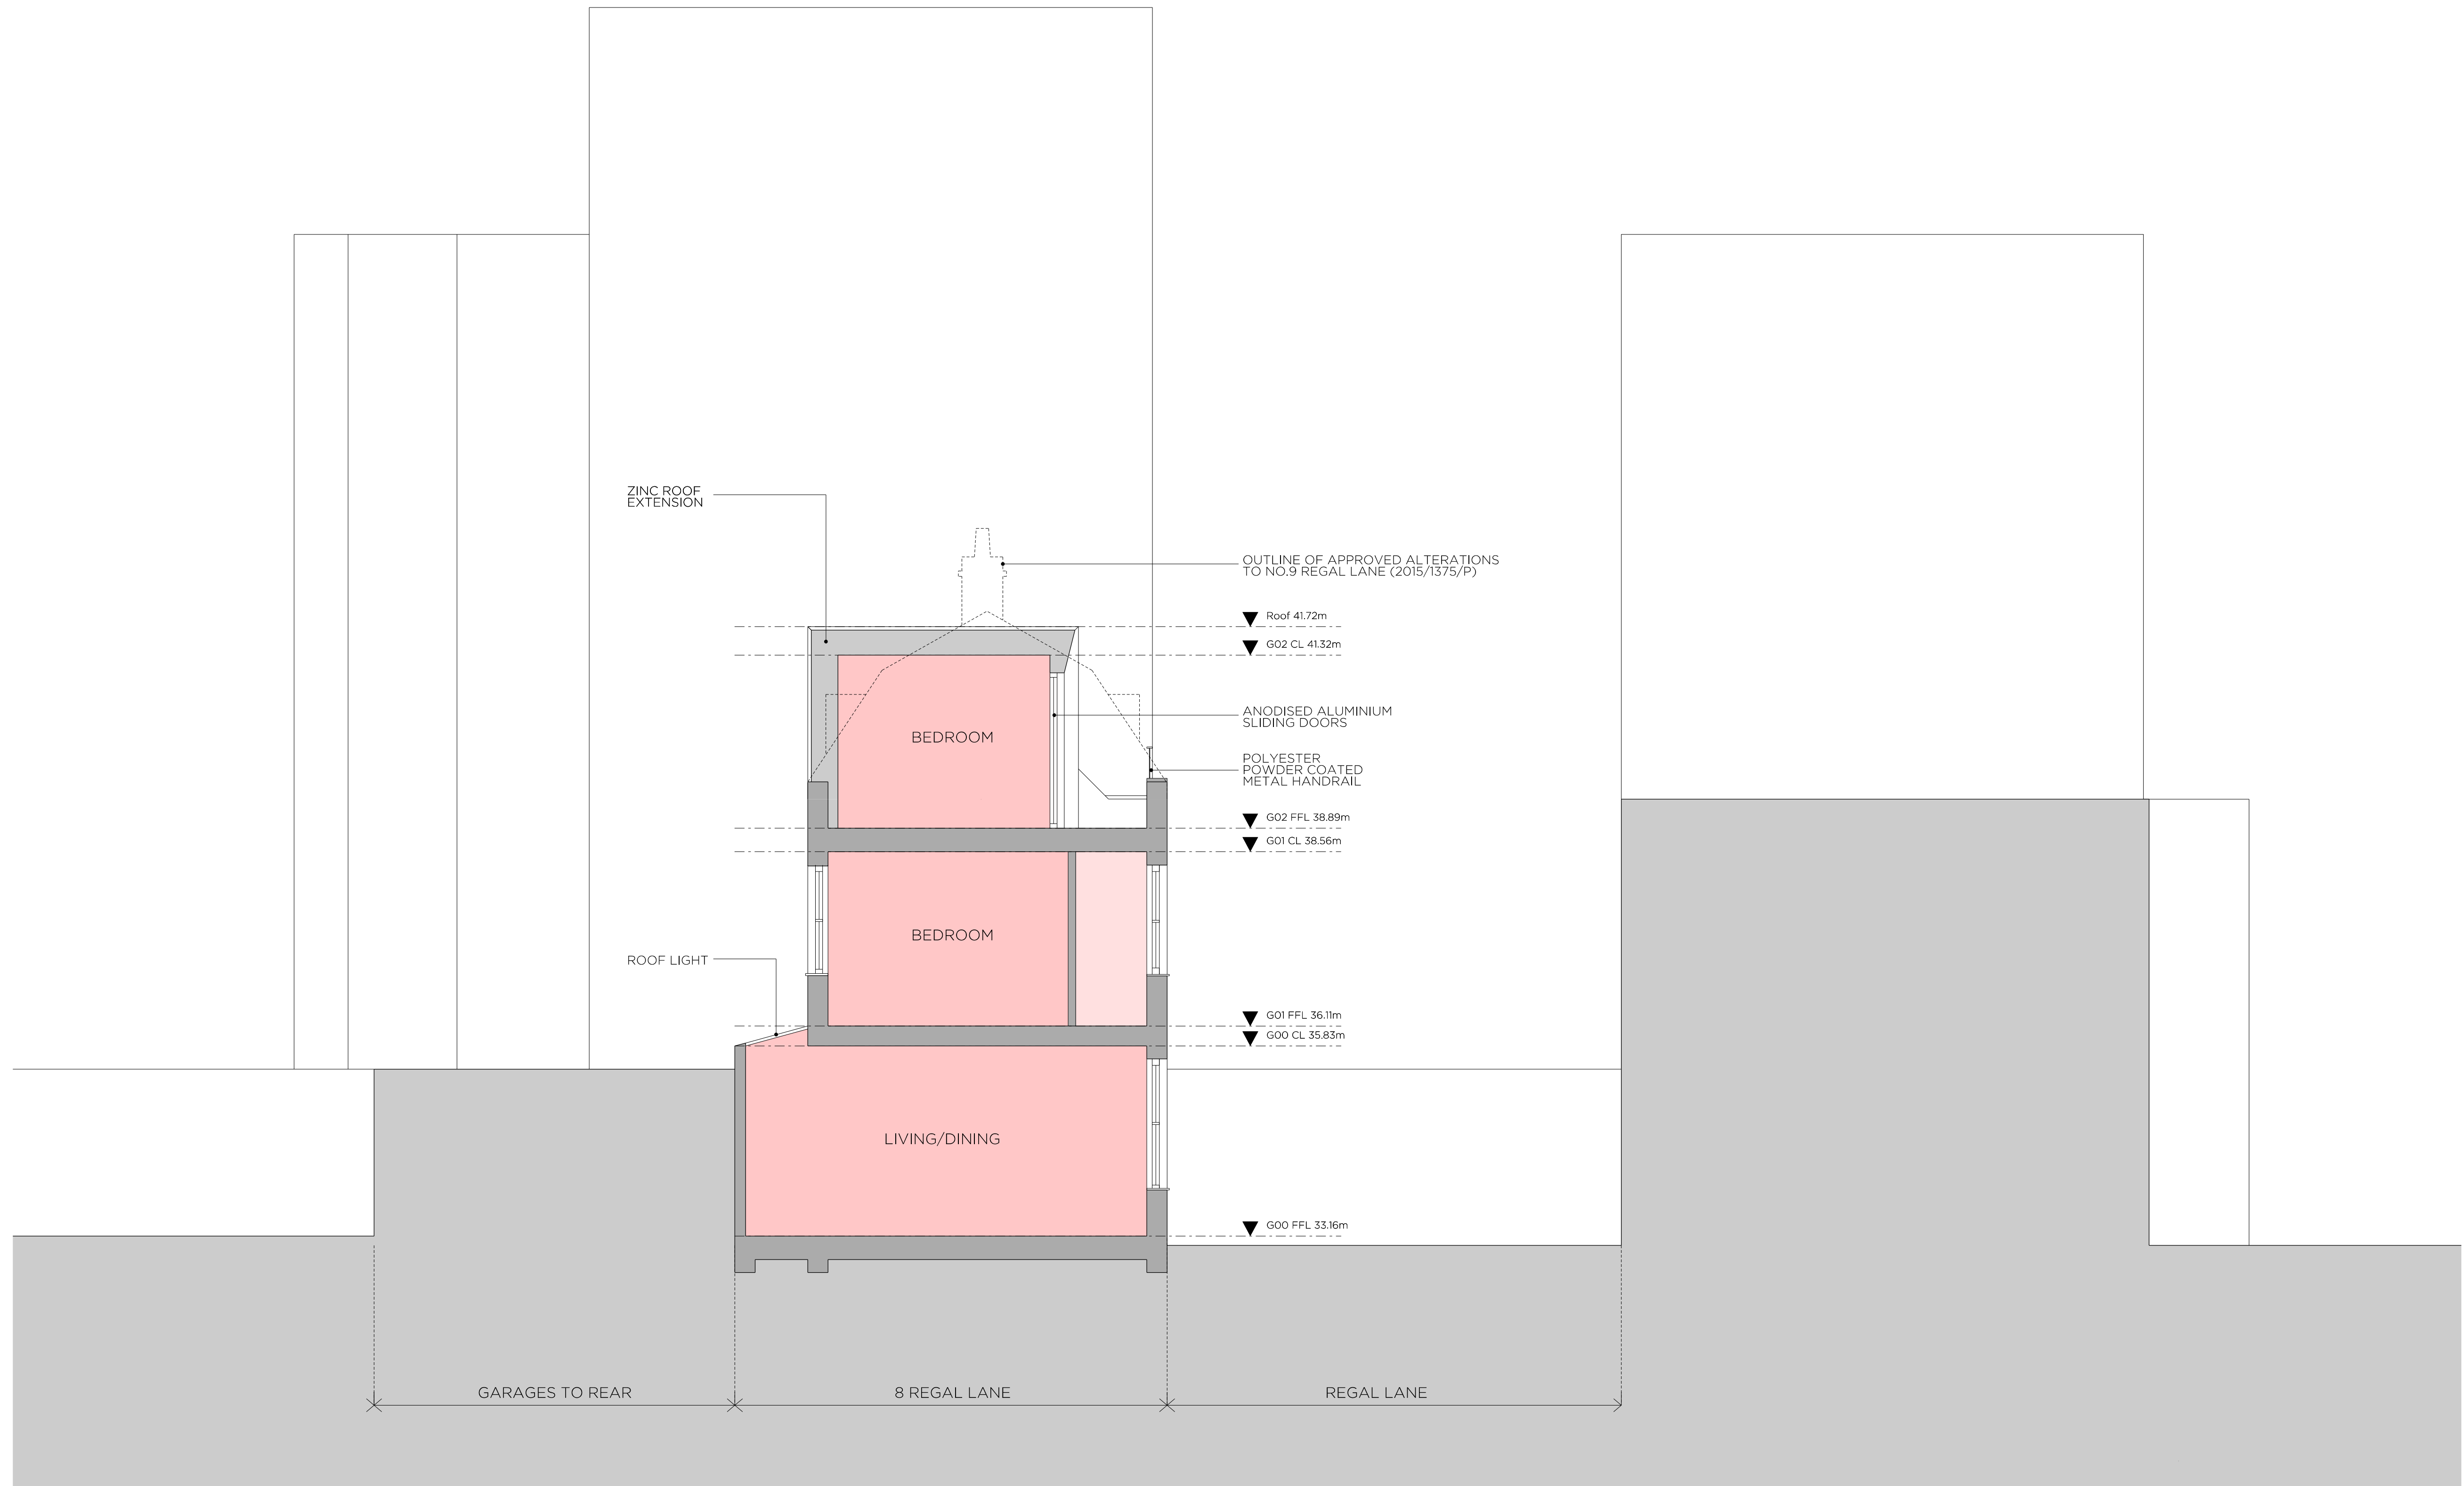 ZINC ROOF
EXTENSION
OUTLINE OF APPROVED ALTERATIONS
TO NO.9 REGAL LANE (2015/1375/P)
Roof 41.72m
G02 CL 41.32m
ANODISED ALUMINIUM
SLIDING DOORS
BEDROOM
POLYESTER
POWDER COATED
METAL HANDRAIL
G02 FFL 38.89m
G01 CL 38.56m
BEDROOM
ROOF LIGHT
G01 FFL 36.11m
G00 CL 35.83m
LIVING/DINING
G00 FFL 33.16m
GARAGES TO REAR
8 REGAL LANE
REGAL LANE